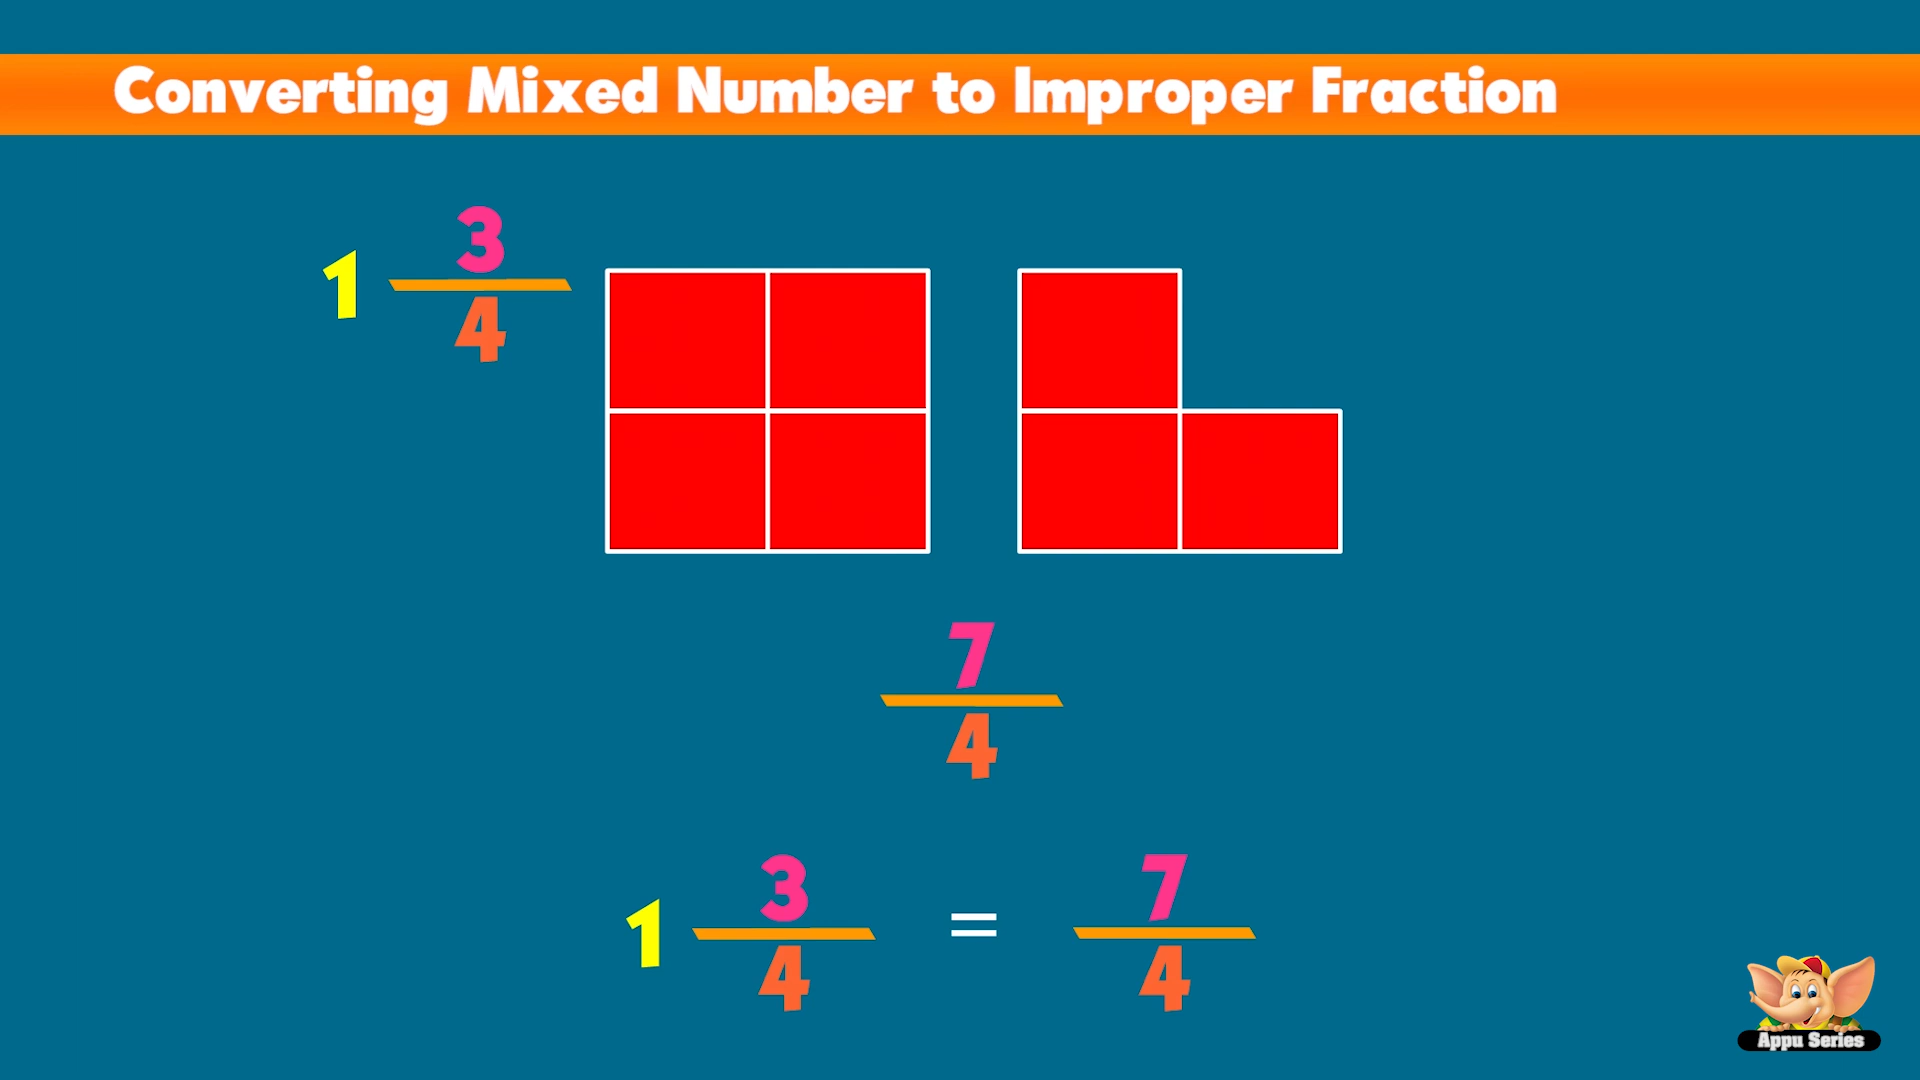 Converting Mixed Number to Improper Fraction
1 3/4
7/4
1 3/4 = 7/4
Appu Series